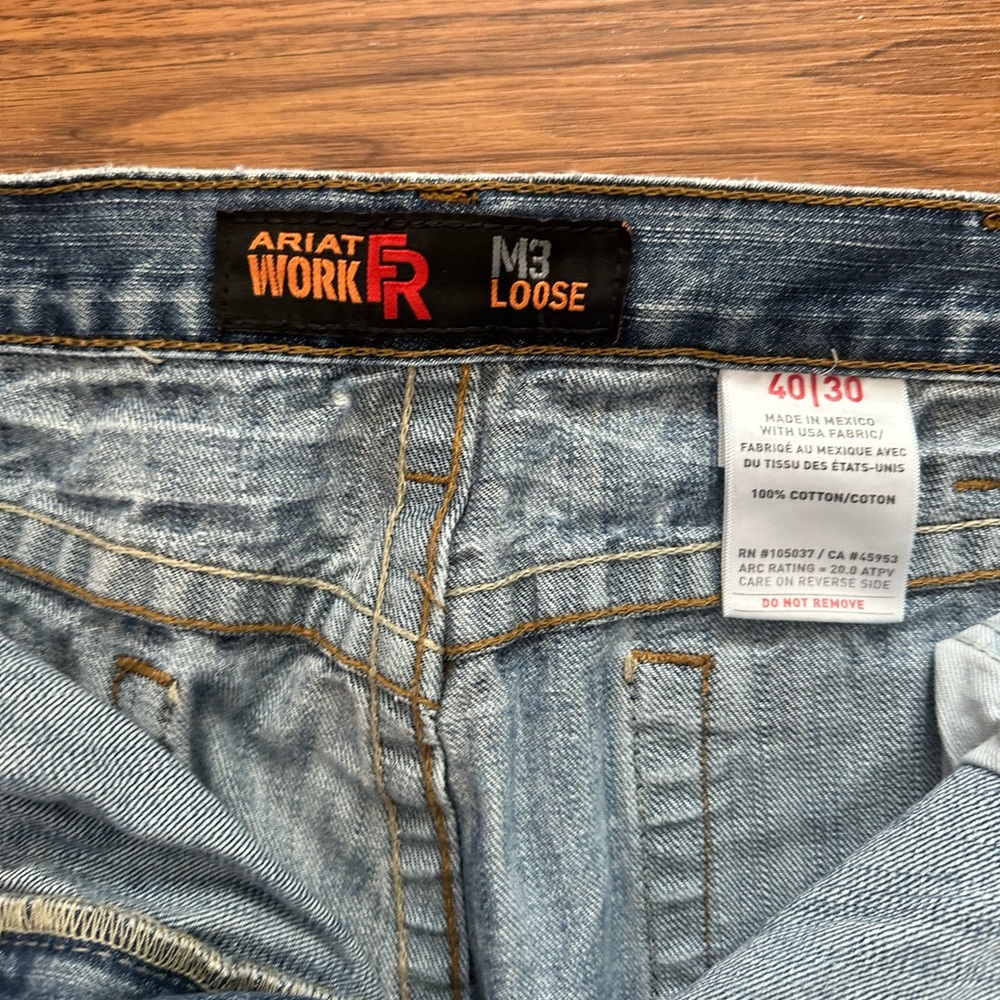 ARIAT
WORK FR
M3
LOOSE
40|30
MADE IN MEXICO
WITH USA FABRIC/
FABRIQÉ AU MEXIQUE AVEC
DU TISSU DES ÉTATS-UNIS
100% COTTON/COTON
RN #105037 / CA #45953
ARC RATING = 20.0 ATPV
CARE ON REVERSE SIDE
DO NOT REMOVE